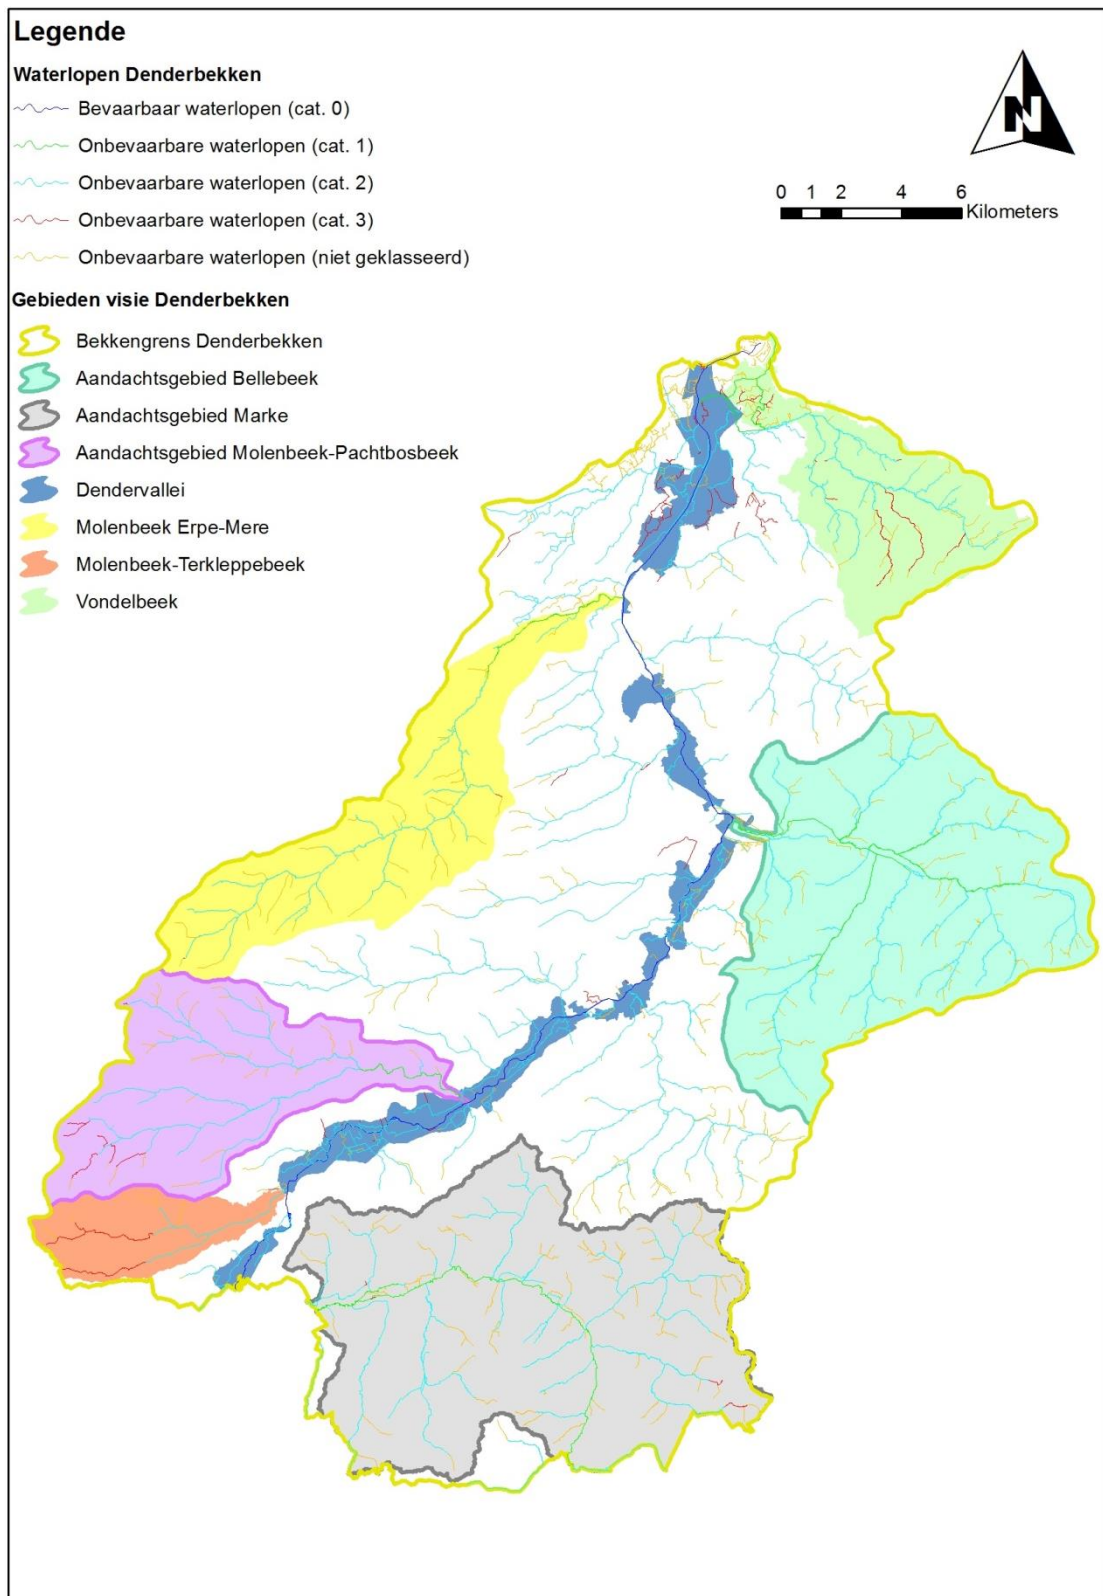 Legende
Waterlopen Denderbekken
Bevaarbaar waterlopen (cat. 0)
Onbevaarbare waterlopen (cat. 1)
Onbevaarbare waterlopen (cat. 2)
Onbevaarbare waterlopen (cat. 3)
Onbevaarbare waterlopen (niet geklasseerd)
Gebieden visie Denderbekken
Bekkengrens Denderbekken
Aandachtsgebied Bellebeek
Aandachtsgebied Marke
Aandachtsgebied Molenbeek-Pachtbosbeek
Dendervallei
Molenbeek Erpe-Mere
Molenbeek-Terkleppebeek
Vondelbeek
N
0 1 2 4 6
Kilometers